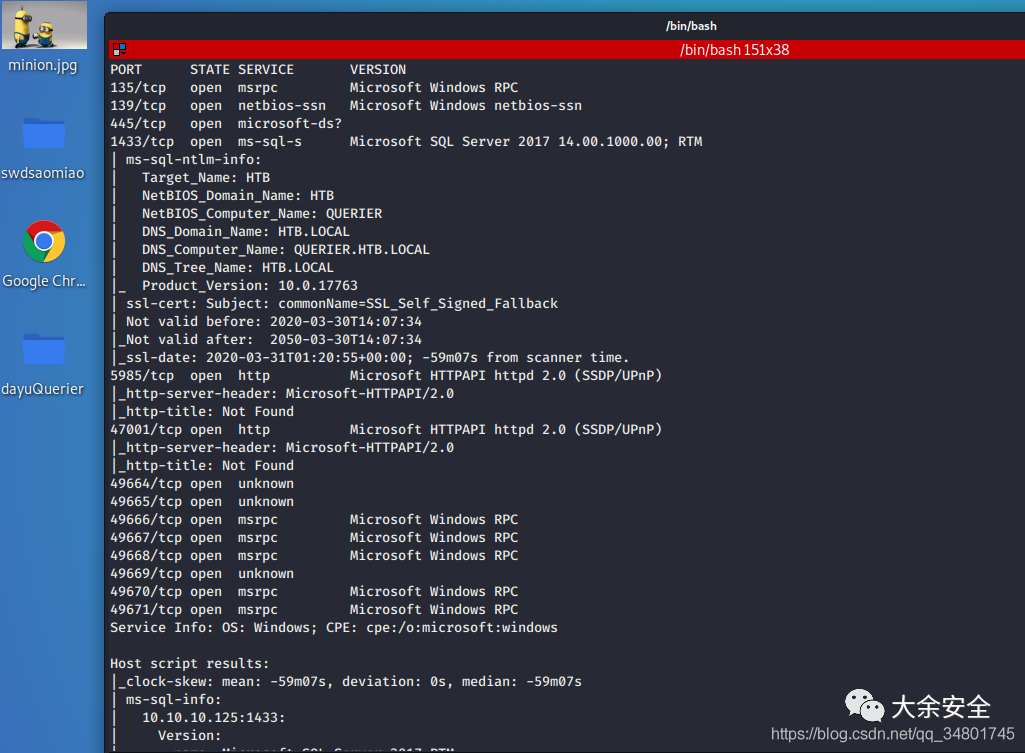 /bin/bash
/bin/bash 151x38
minion.jpg
swdsaomiao
Google Chr...
dayuQuerier
PORT STATE SERVICE VERSION
135/tcp open msrpc Microsoft Windows RPC
139/tcp open netbios-ssn Microsoft Windows netbios-ssn
445/tcp open microsoft-ds?
1433/tcp open ms-sql-s Microsoft SQL Server 2017 14.00.1000.00; RTM
| ms-sql-ntlm-info:
|   Target_Name: HTB
|   NetBIOS_Domain_Name: HTB
|   NetBIOS_Computer_Name: QUERIER
|   DNS_Domain_Name: HTB.LOCAL
|   DNS_Computer_Name: QUERIER.HTB.LOCAL
|   DNS_Tree_Name: HTB.LOCAL
|_  Product_Version: 10.0.17763
| ssl-cert: Subject: commonName=SSL_Self_Signed_Fallback
| Not valid before: 2020-03-30T14:07:34
|_Not valid after:  2050-03-30T14:07:34
|_ssl-date: 2020-03-31T01:20:55+00:00; -59m07s from scanner time.
5985/tcp open http Microsoft HTTPAPI httpd 2.0 (SSDP/UPnP)
|_http-server-header: Microsoft-HTTPAPI/2.0
|_http-title: Not Found
47001/tcp open http Microsoft HTTPAPI httpd 2.0 (SSDP/UPnP)
|_http-server-header: Microsoft-HTTPAPI/2.0
|_http-title: Not Found
49664/tcp open unknown
49665/tcp open unknown
49666/tcp open msrpc Microsoft Windows RPC
49667/tcp open msrpc Microsoft Windows RPC
49668/tcp open msrpc Microsoft Windows RPC
49669/tcp open unknown
49670/tcp open msrpc Microsoft Windows RPC
49671/tcp open msrpc Microsoft Windows RPC
Service Info: OS: Windows; CPE: cpe:/o:microsoft:windows
Host script results:
|_clock-skew: mean: -59m07s, deviation: 0s, median: -59m07s
| ms-sql-info:
|   10.10.10.125:1433:
|     Version:
|       name: Microsoft SQL Server 2017 RTM
大余安全
https://blog.csdn.net/qq_34801745